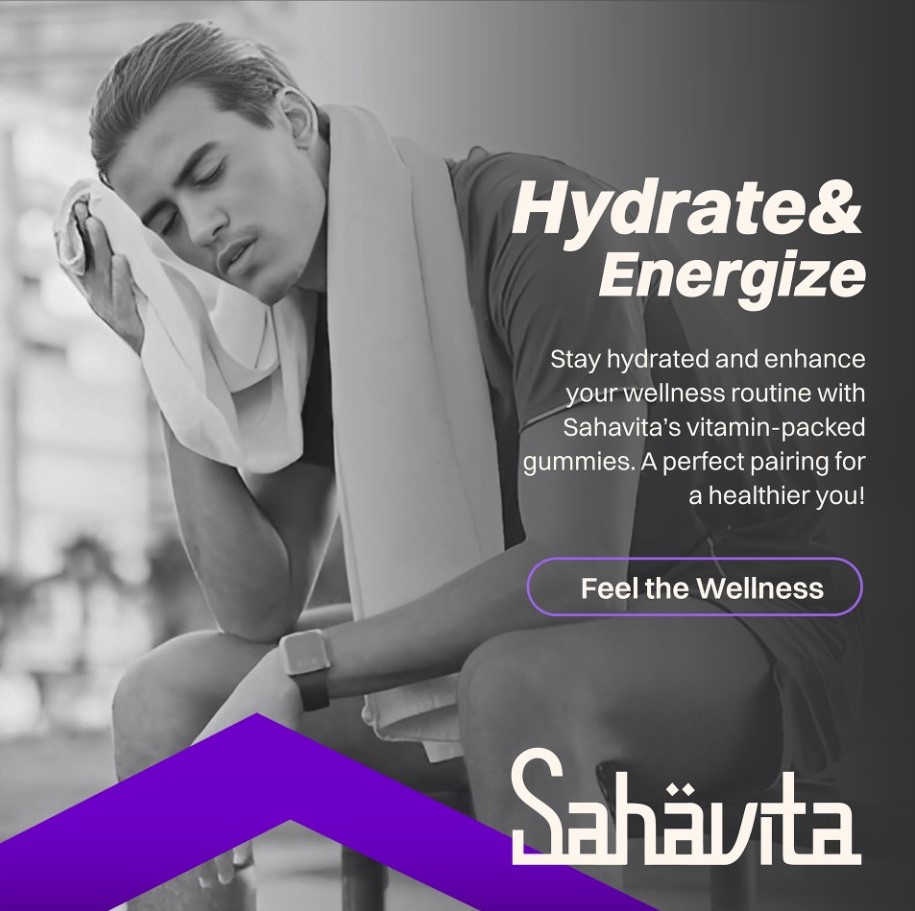 Hydrate&
Energize
Stay hydrated and enhance
your wellness routine with
Sahavita’s vitamin-packed
gummies. A perfect pairing for
a healthier you!
Feel the Wellness
Sahävita